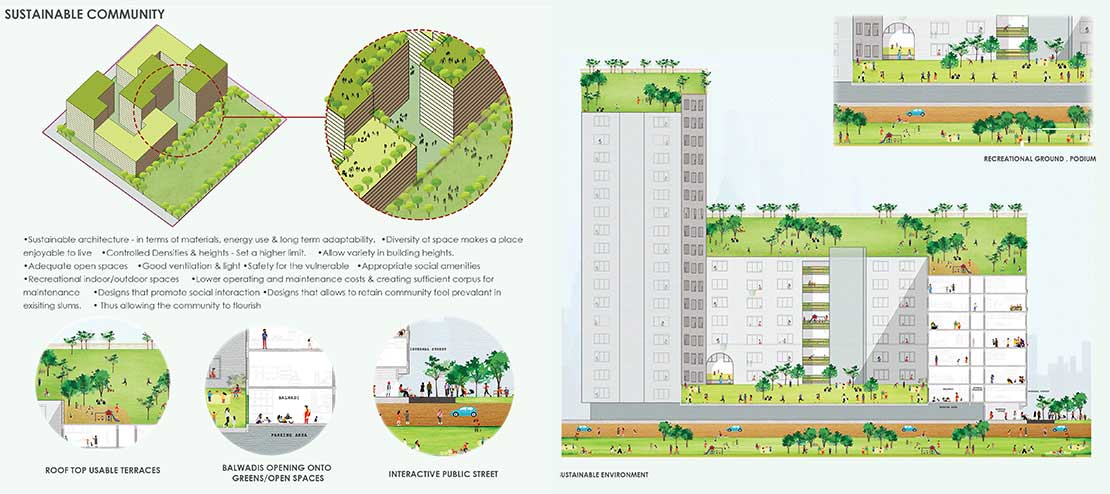 SUSTAINABLE COMMUNITY
•Sustainable architecture - in terms of materials, energy use & long term adaptability. •Diversity of space makes a place
enjoyable to live •Controlled Densities & heights - Set a higher limit. •Allow variety in building heights.
•Adequate open spaces •Good ventilation & light •Safety for the vulnerable •Appropriate social amenities
•Recreational indoor/outdoor spaces •Lower operating and maintenance costs & creating sufficient corpus for
maintenance •Designs that promote social interaction •Designs that allows to retain community feel prevalant in
exisiting slums. • Thus allowing the community to flourish
INTERNAL STREET
BALWADI
PARKING AREA
ROOF TOP USABLE TERRACES
BALWADIS OPENING ONTO
GREENS/OPEN SPACES
INTERACTIVE PUBLIC STREET
RECREATIONAL GROUND , PODIUM
SUSTAINABLE ENVIRONMENT